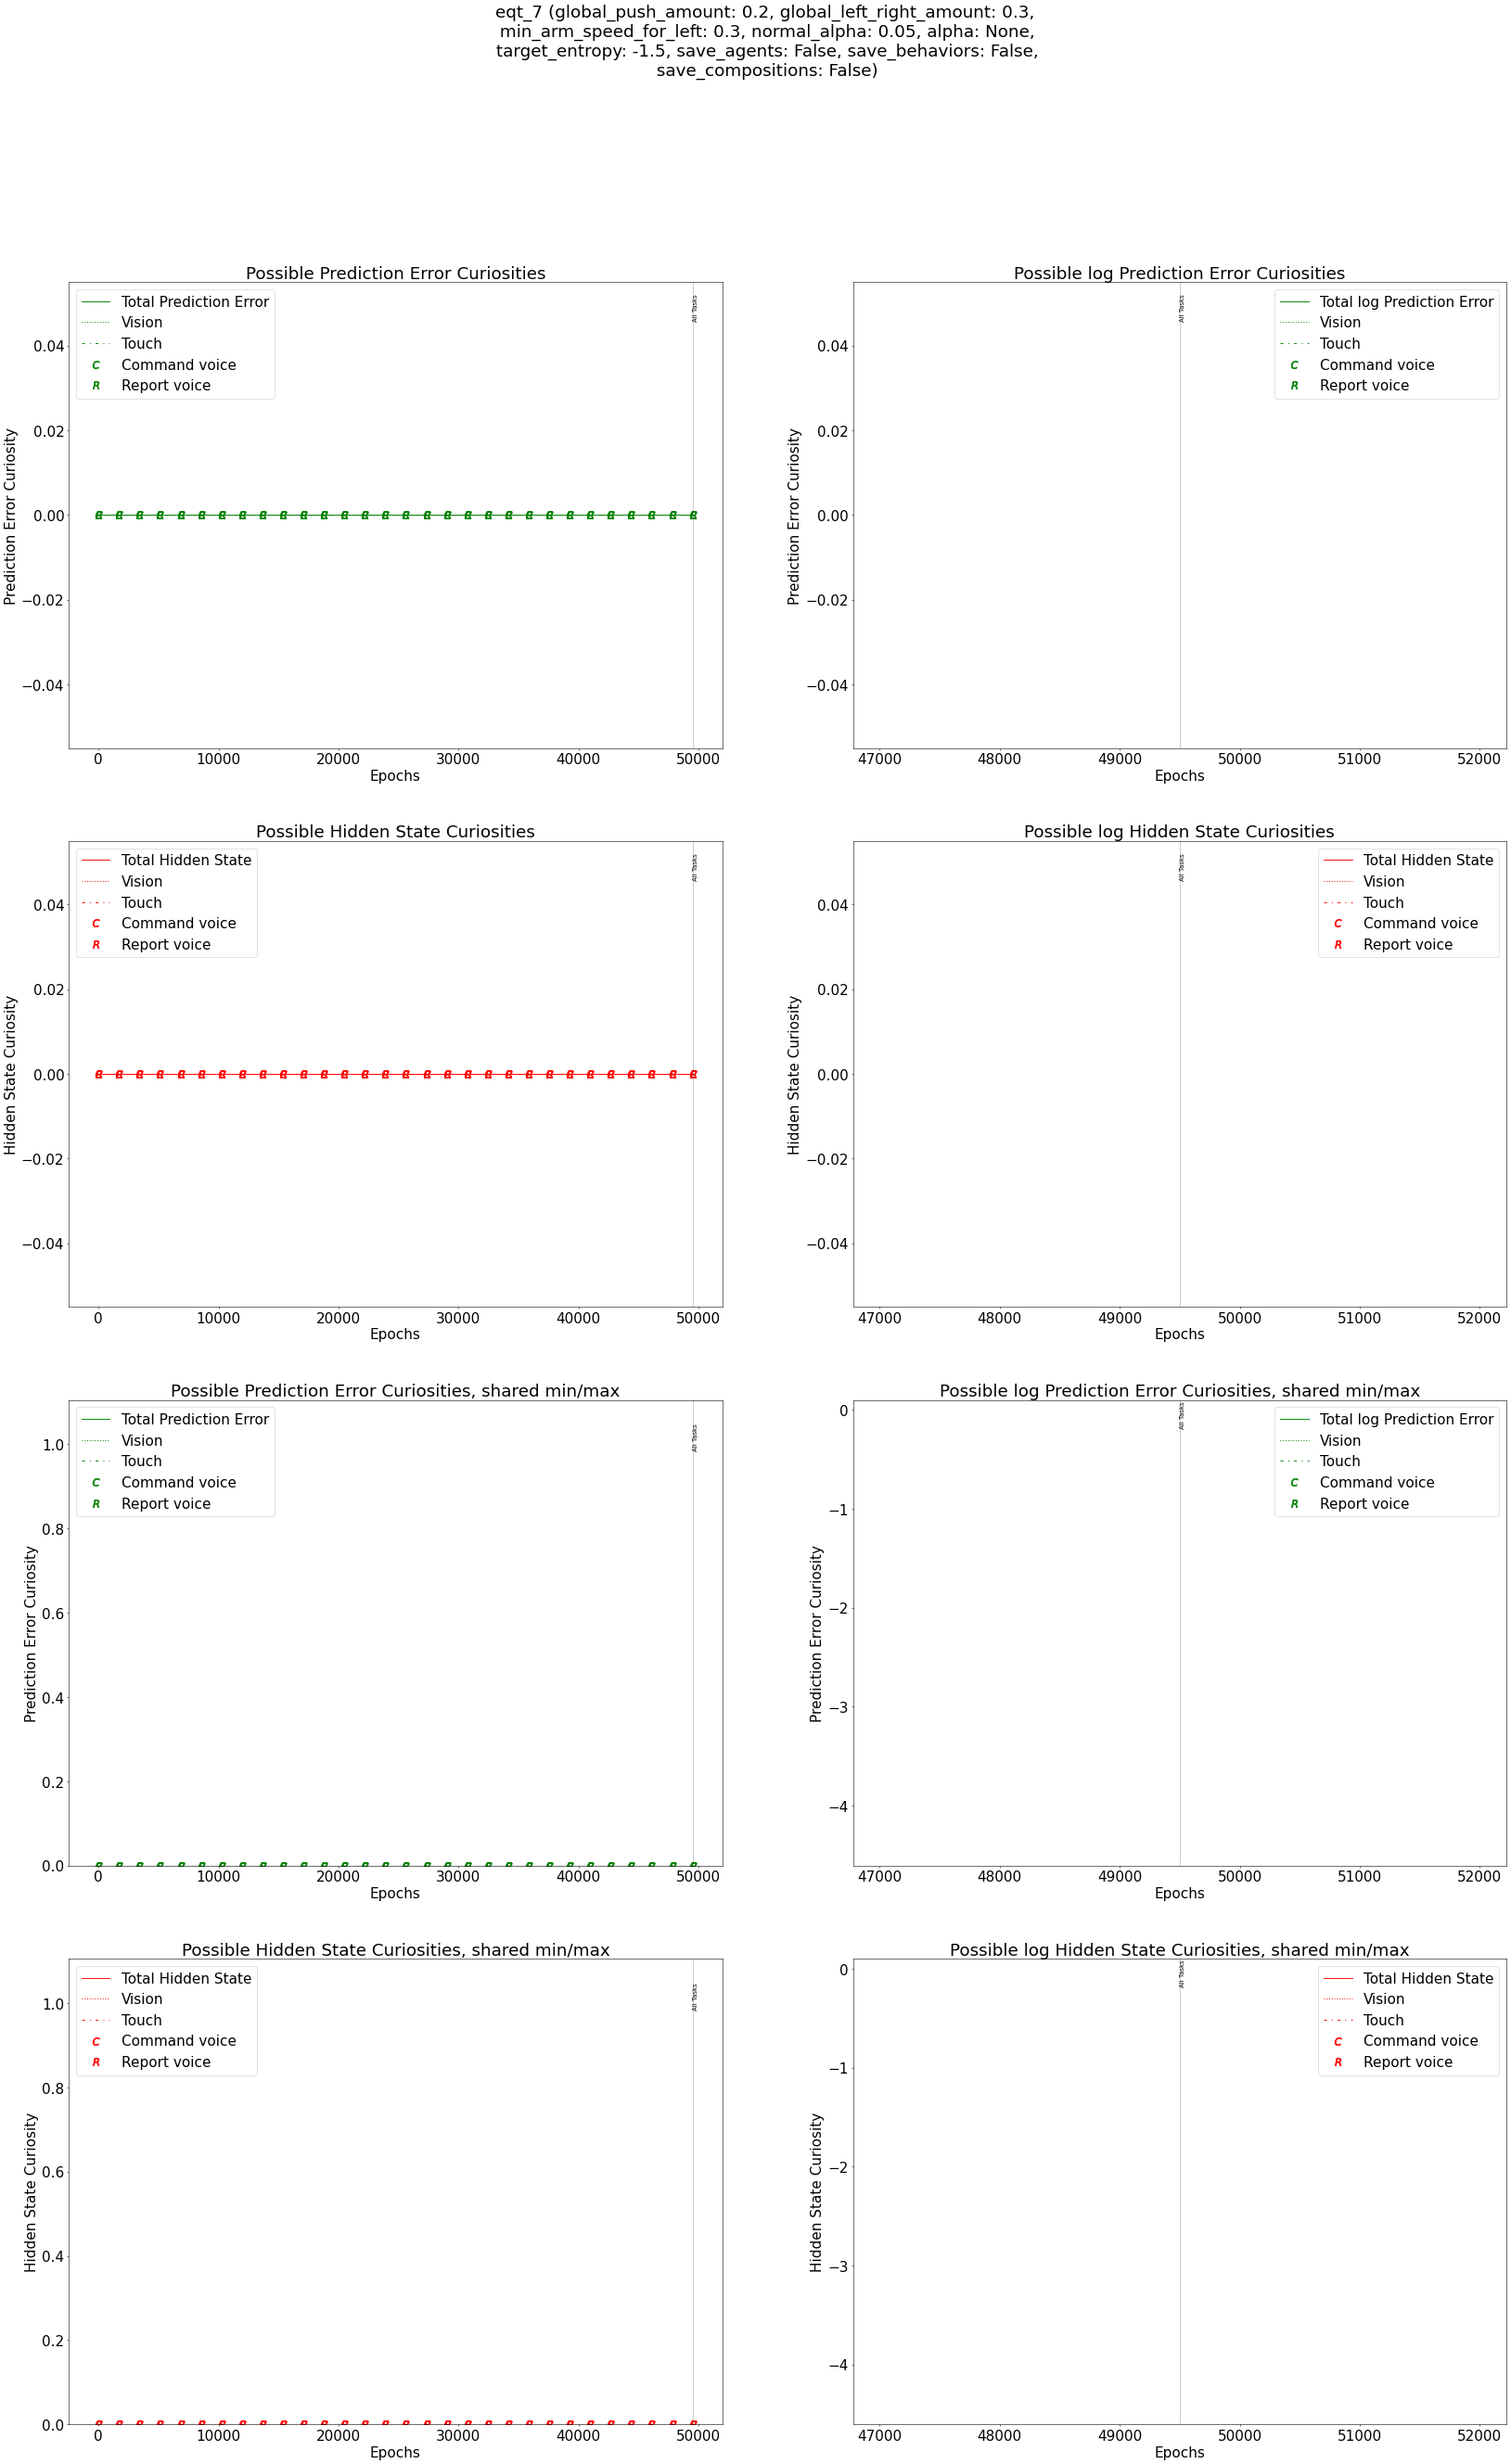 eqt_7 (global_push_amount: 0.2, global_left_right_amount: 0.3,
min_arm_speed_for_left: 0.3, normal_alpha: 0.05, alpha: None,
target_entropy: -1.5, save_agents: False, save_behaviors: False,
save_compositions: False)
Possible Prediction Error Curiosities
Total Prediction Error
Vision
Touch
C Command voice
R Report voice
All Tasks
Prediction Error Curiosity
0.04
0.02
0.00
−0.02
−0.04
0 10000 20000 30000 40000 50000
Epochs
Possible log Prediction Error Curiosities
Total log Prediction Error
Vision
Touch
C Command voice
R Report voice
All Tasks
Prediction Error Curiosity
0.04
0.02
0.00
−0.02
−0.04
47000 48000 49000 50000 51000 52000
Epochs
Possible Hidden State Curiosities
Total Hidden State
Vision
Touch
C Command voice
R Report voice
All Tasks
Hidden State Curiosity
0.04
0.02
0.00
−0.02
−0.04
0 10000 20000 30000 40000 50000
Epochs
Possible log Hidden State Curiosities
Total Hidden State
Vision
Touch
C Command voice
R Report voice
All Tasks
Hidden State Curiosity
0.04
0.02
0.00
−0.02
−0.04
47000 48000 49000 50000 51000 52000
Epochs
Possible Prediction Error Curiosities, shared min/max
Total Prediction Error
Vision
Touch
C Command voice
R Report voice
All Tasks
Prediction Error Curiosity
1.0
0.8
0.6
0.4
0.2
0.0
0 10000 20000 30000 40000 50000
Epochs
Possible log Prediction Error Curiosities, shared min/max
Total log Prediction Error
Vision
Touch
C Command voice
R Report voice
All Tasks
Prediction Error Curiosity
0
−1
−2
−3
−4
47000 48000 49000 50000 51000 52000
Epochs
Possible Hidden State Curiosities, shared min/max
Total Hidden State
Vision
Touch
C Command voice
R Report voice
All Tasks
Hidden State Curiosity
1.0
0.8
0.6
0.4
0.2
0.0
0 10000 20000 30000 40000 50000
Epochs
Possible log Hidden State Curiosities, shared min/max
Total Hidden State
Vision
Touch
C Command voice
R Report voice
All Tasks
Hidden State Curiosity
0
−1
−2
−3
−4
47000 48000 49000 50000 51000 52000
Epochs